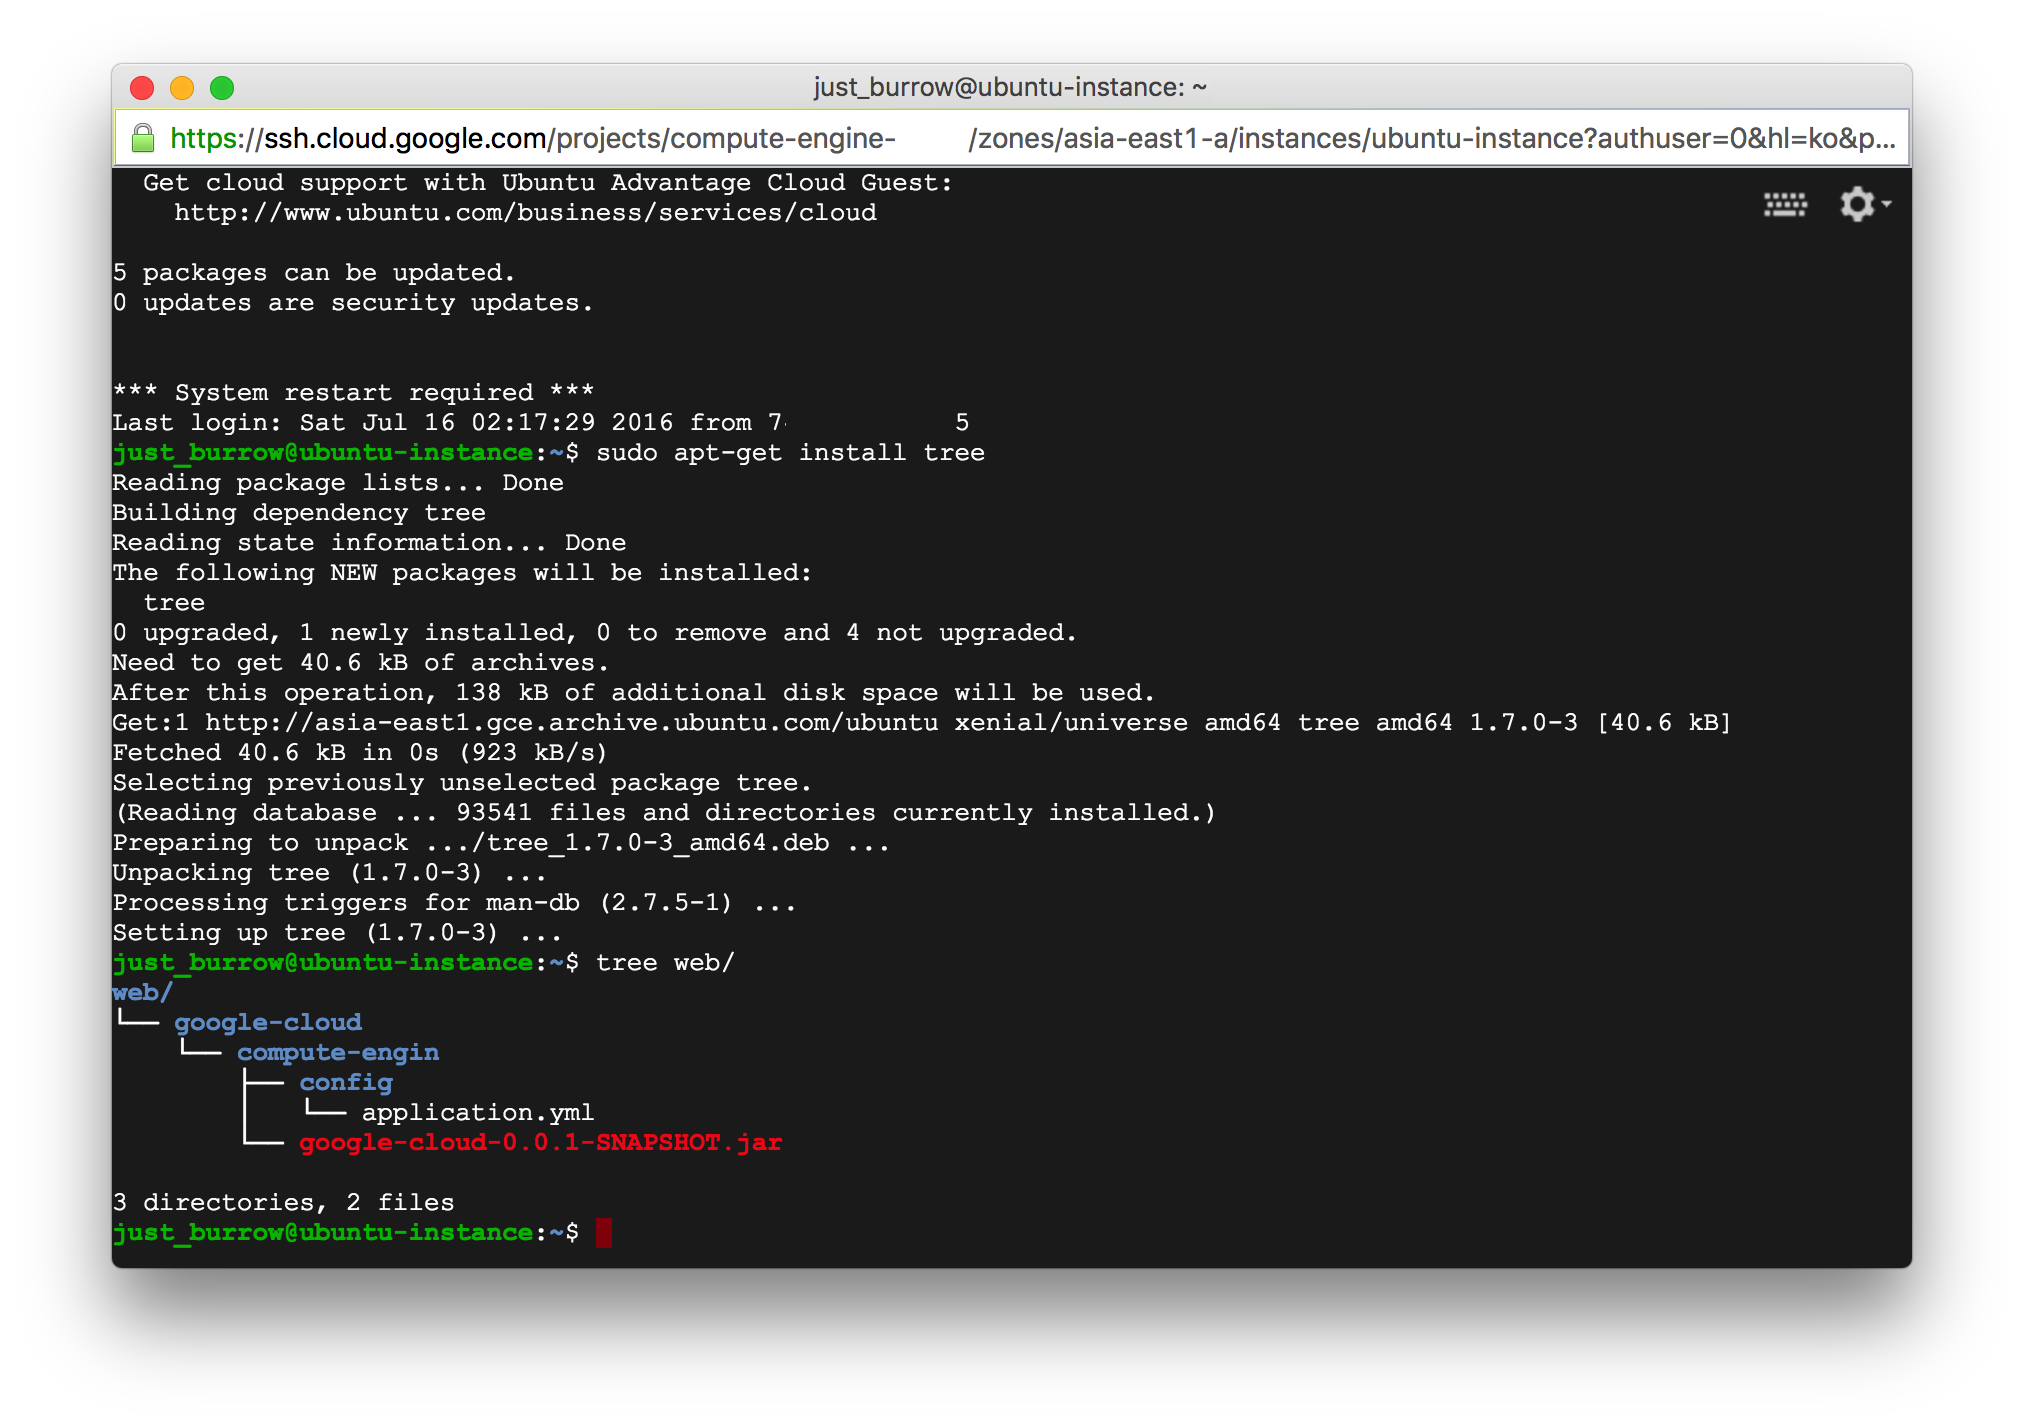 just_burrow@ubuntu-instance: ~
https://ssh.cloud.google.com/projects/compute-engine- /zones/asia-east1-a/instances/ubuntu-instance?authuser=0&hl=ko&p...
  Get cloud support with Ubuntu Advantage Cloud Guest:
    http://www.ubuntu.com/business/services/cloud
5 packages can be updated.
0 updates are security updates.
*** System restart required ***
Last login: Sat Jul 16 02:17:29 2016 from 7 5
just_burrow@ubuntu-instance:~$ sudo apt-get install tree
Reading package lists... Done
Building dependency tree
Reading state information... Done
The following NEW packages will be installed:
  tree
0 upgraded, 1 newly installed, 0 to remove and 4 not upgraded.
Need to get 40.6 kB of archives.
After this operation, 138 kB of additional disk space will be used.
Get:1 http://asia-east1.gce.archive.ubuntu.com/ubuntu xenial/universe amd64 tree amd64 1.7.0-3 [40.6 kB]
Fetched 40.6 kB in 0s (923 kB/s)
Selecting previously unselected package tree.
(Reading database ... 93541 files and directories currently installed.)
Preparing to unpack .../tree_1.7.0-3_amd64.deb ...
Unpacking tree (1.7.0-3) ...
Processing triggers for man-db (2.7.5-1) ...
Setting up tree (1.7.0-3) ...
just_burrow@ubuntu-instance:~$ tree web/
web/
└── google-cloud
    └── compute-engin
        ├── config
        │   └── application.yml
        └── google-cloud-0.0.1-SNAPSHOT.jar
3 directories, 2 files
just_burrow@ubuntu-instance:~$